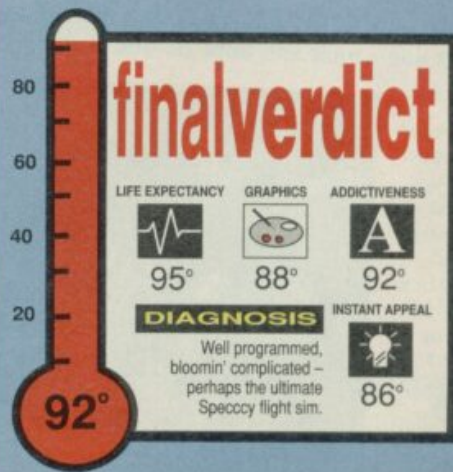 80
60
40
20
92°
finalverdict
LIFE EXPECTANCY GRAPHICS ADDICTIVENESS
A
95° 88° 92°
DIAGNOSIS
Well programmed,
bloomin' complicated –
perhaps the ultimate
Specccy flight sim.
INSTANT APPEAL
86°